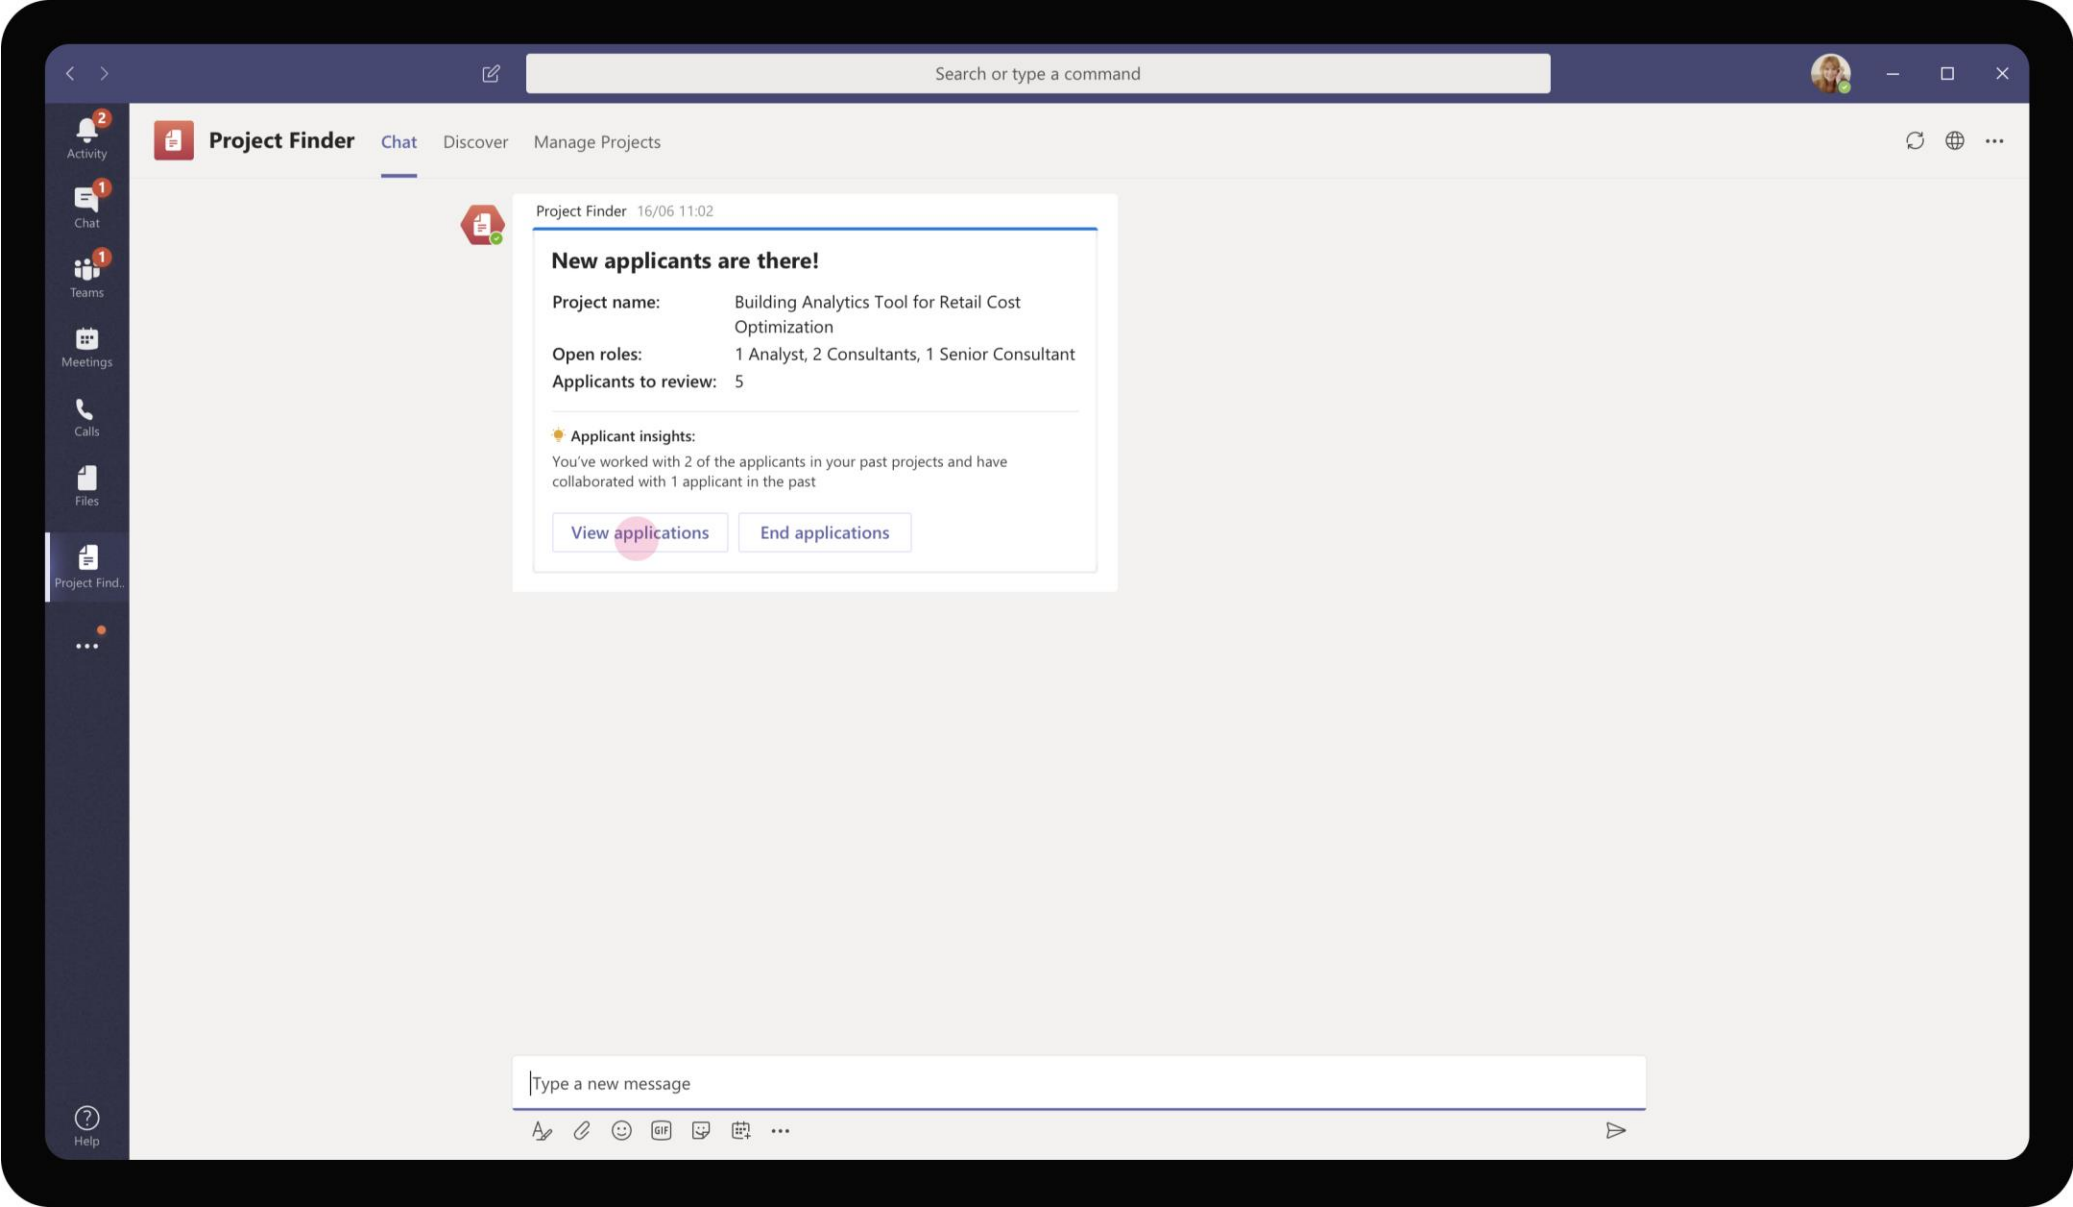 Search or type a command
2
Activity
1
Chat
1
Teams
Meetings
Calls
Files
Project Find..
Help
Project Finder
Chat
Discover
Manage Projects
Project Finder 16/06 11:02
New applicants are there!
Project name: Building Analytics Tool for Retail Cost
Optimization
Open roles: 1 Analyst, 2 Consultants, 1 Senior Consultant
Applicants to review: 5
Applicant insights:
You've worked with 2 of the applicants in your past projects and have
collaborated with 1 applicant in the past
View applications
End applications
Type a new message
GIF